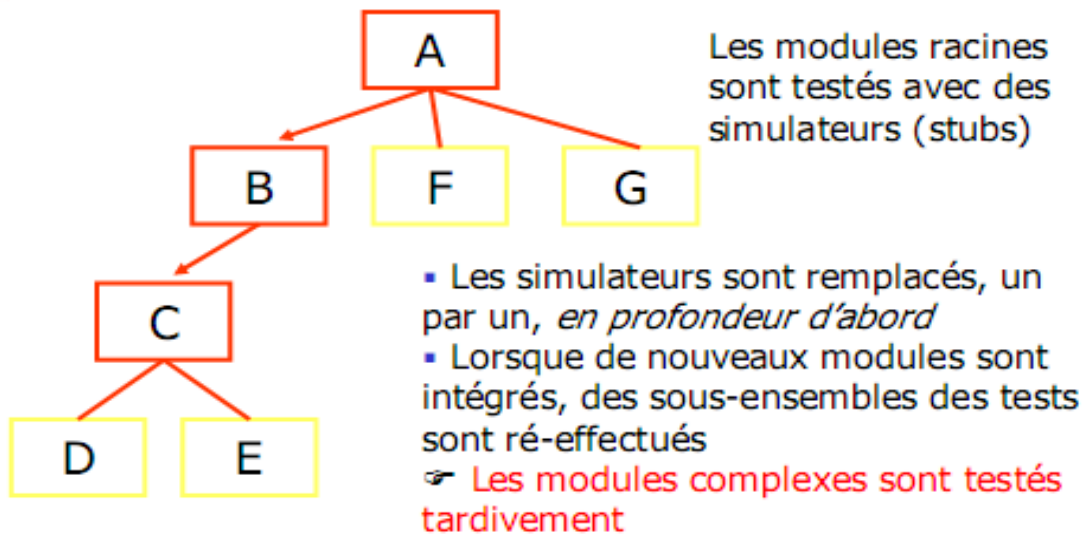 A
Les modules racines
sont testés avec des
simulateurs (stubs)
B
F
G
▪ Les simulateurs sont remplacés, un
par un, en profondeur d'abord
C
▪ Lorsque de nouveaux modules sont
intégrés, des sous-ensembles des tests
sont ré-effectués
D
E
☞ Les modules complexes sont testés
tardivement